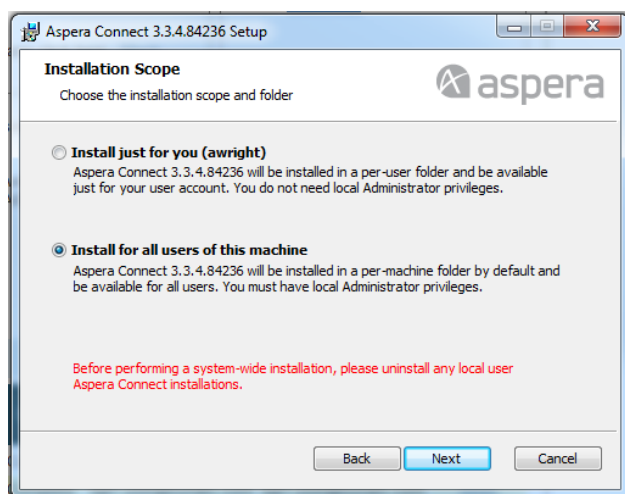 Aspera Connect 3.3.4.84236 Setup
Installation Scope
Choose the installation scope and folder
aspera
Install just for you (awright)
Aspera Connect 3.3.4.84236 will be installed in a per-user folder and be available
just for your user account. You do not need local Administrator privileges.
Install for all users of this machine
Aspera Connect 3.3.4.84236 will be installed in a per-machine folder by default and
be available for all users. You must have local Administrator privileges.
Before performing a system-wide installation, please uninstall any local user
Aspera Connect installations.
Back Next Cancel